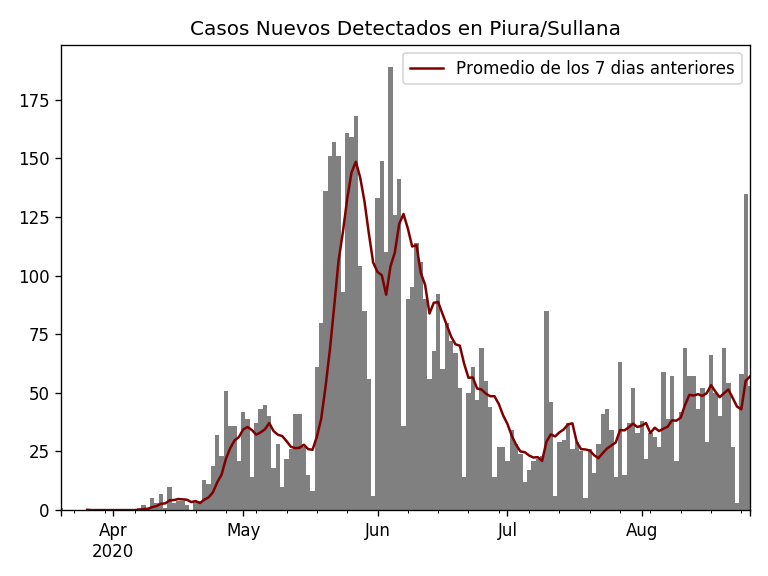 Casos Nuevos Detectados en Piura/Sullana
Promedio de los 7 dias anteriores
175
150
125
100
75
50
25
0
Apr
May
Jun
Jul
Aug
2020